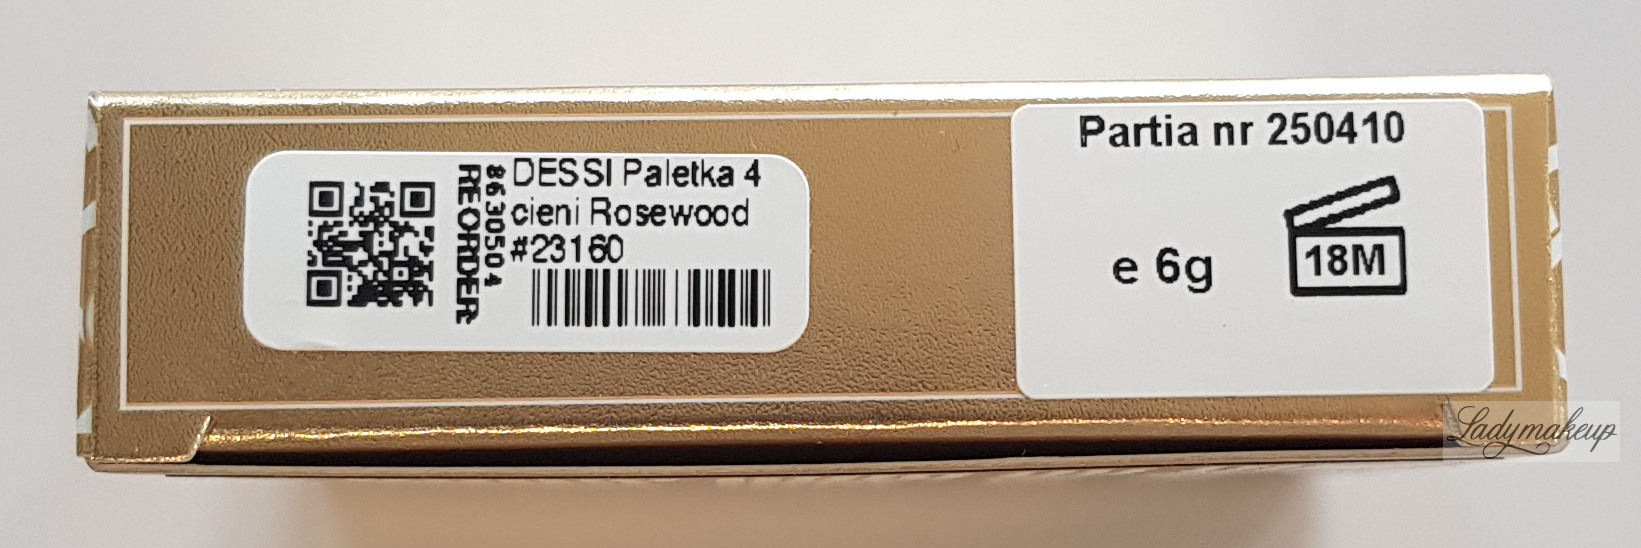 DESSI Paletka 4
cieni Rosewood
#23160
8630504
REORDER
Partia nr 250410
e 6g
18M
Ladymakeup